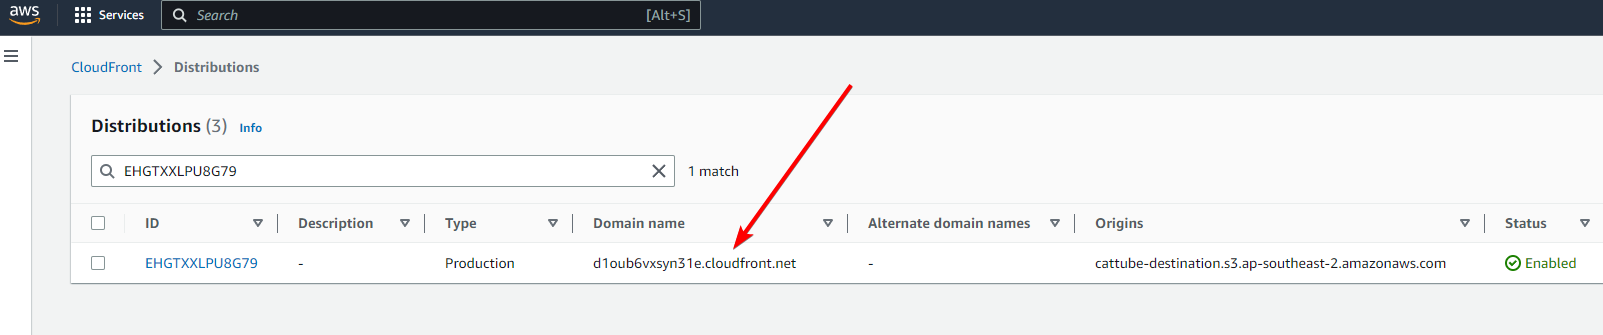 aws Services Search [Alt+S]
CloudFront Distributions
Distributions (3) Info
EHGTXXLPU8G79 1 match
ID Description Type Domain name Alternate domain names Origins Status
EHGTXXLPU8G79 - Production d1oub6vxsyn31e.cloudfront.net - cattube-destination.s3.ap-southeast-2.amazonaws.com Enabled